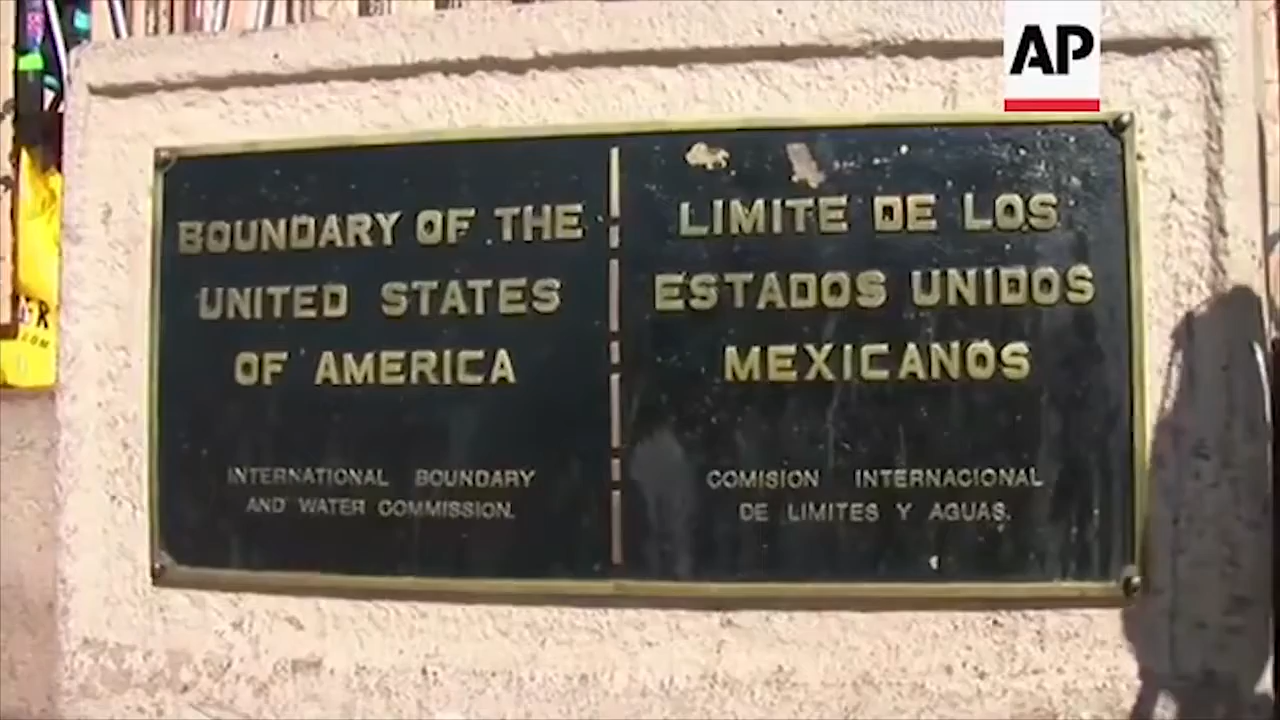 AP
BOUNDARY OF THE
UNITED STATES
OF AMERICA
INTERNATIONAL BOUNDARY
AND WATER COMMISSION.
LIMITE DE LOS
ESTADOS UNIDOS
MEXICANOS
COMISION INTERNACIONAL
DE LIMITES Y AGUAS.